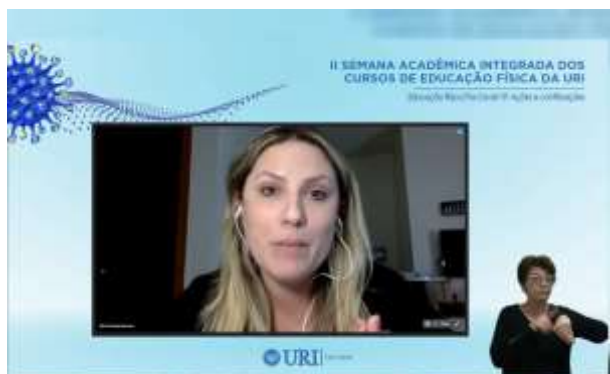 II SEMANA ACADÊMICA INTEGRADA DOS
CURSOS DE EDUCAÇÃO FÍSICA DA URI
URI